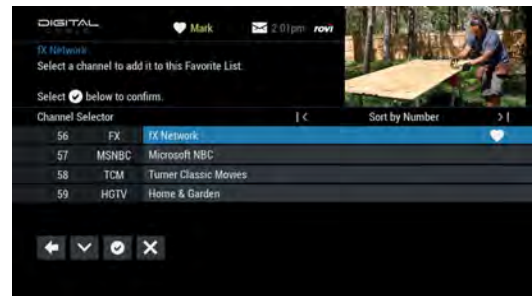 DIGITAL
CABLE
Mark 2:01pm rovi
fX Network
Select a channel to add it to this Favorite List.
Select below to confirm.
Channel Selector |< Sort by Number >|
56 FX fX Network
57 MSNBC Microsoft NBC
58 TCM Turner Classic Movies
59 HGTV Home & Garden